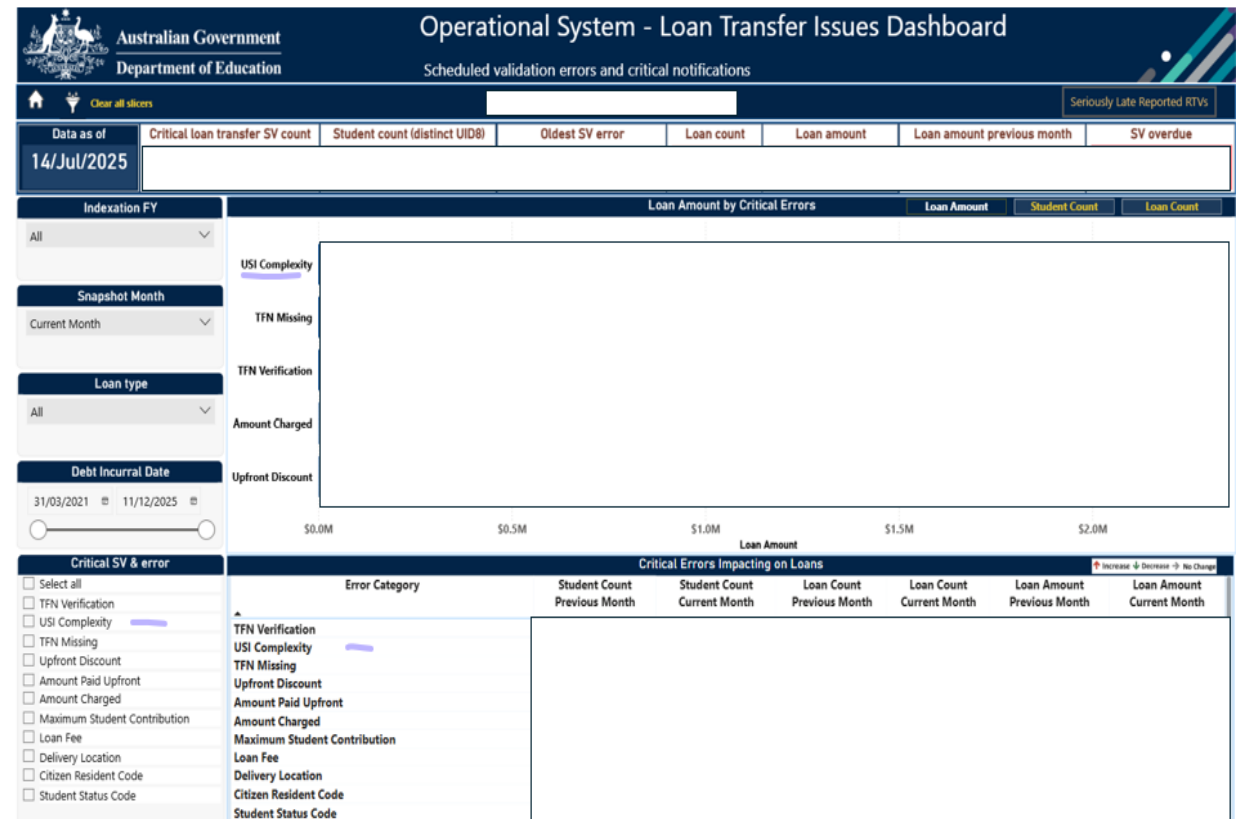 Australian Government
Department of Education
Operational System - Loan Transfer Issues Dashboard
Scheduled validation errors and critical notifications
Clear all slicers
Seriously Late Reported RTVs
Data as of
14/Jul/2025
Critical loan transfer SV count
Student count (distinct UID8)
Oldest SV error
Loan count
Loan amount
Loan amount previous month
SV overdue
Indexation FY
All
Snapshot Month
Current Month
Loan type
All
Debt Incurral Date
31/03/2021 11/12/2025
Critical SV & error
Select all
TFN Verification
USI Complexity
TFN Missing
Upfront Discount
Amount Paid Upfront
Amount Charged
Maximum Student Contribution
Loan Fee
Delivery Location
Citizen Resident Code
Student Status Code
Loan Amount by Critical Errors
Loan Amount
Student Count
Loan Count
USI Complexity
TFN Missing
TFN Verification
Amount Charged
Upfront Discount
$0.0M $0.5M $1.0M $1.5M $2.0M
Loan Amount
Critical Errors Impacting on Loans
Increase Decrease No Change
Error Category
Student Count Previous Month
Student Count Current Month
Loan Count Previous Month
Loan Count Current Month
Loan Amount Previous Month
Loan Amount Current Month
TFN Verification
USI Complexity
TFN Missing
Upfront Discount
Amount Paid Upfront
Amount Charged
Maximum Student Contribution
Loan Fee
Delivery Location
Citizen Resident Code
Student Status Code